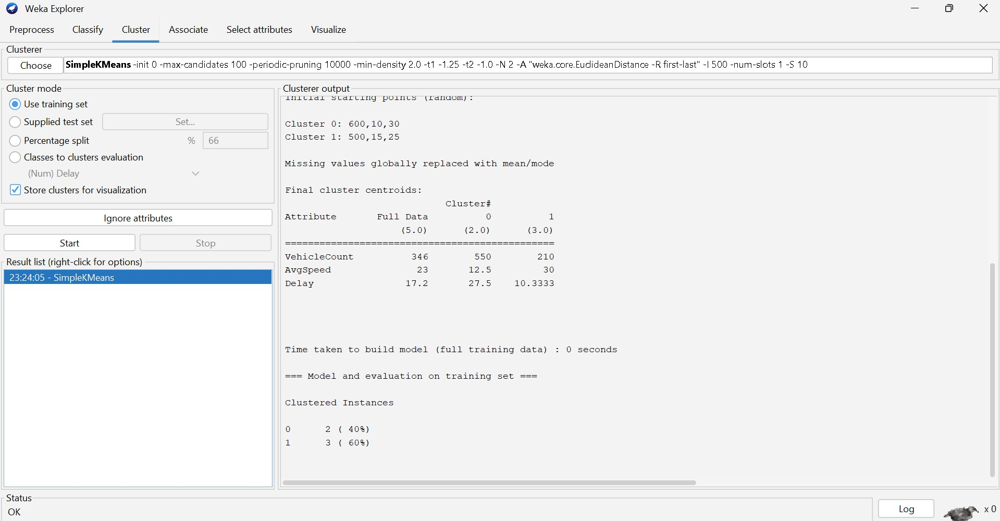 Weka Explorer
Preprocess Classify Cluster Associate Select attributes Visualize
Clusterer
Choose SimpleKMeans -init 0 -max-candidates 100 -periodic-pruning 10000 -min-density 2.0 -t1 -1.25 -t2 -1.0 -N 2 -A "weka.core.EuclideanDistance -R first-last" -I 500 -num-slots 1 -S 10
Cluster mode
Use training set
Supplied test set Set...
Percentage split % 66
Classes to clusters evaluation
(Num) Delay
Store clusters for visualization
Ignore attributes
Start Stop
Result list (right-click for options)
23:24:05 - SimpleKMeans
Clusterer output
Initial starting points (random):
Cluster 0: 600,10,30
Cluster 1: 500,15,25
Missing values globally replaced with mean/mode
Final cluster centroids:
Cluster#
Attribute Full Data 0 1
(5.0) (2.0) (3.0)
===============================================
VehicleCount 346 550 210
AvgSpeed 23 12.5 30
Delay 17.2 27.5 10.3333
Time taken to build model (full training data) : 0 seconds
=== Model and evaluation on training set ===
Clustered Instances
0 2 ( 40%)
1 3 ( 60%)
Status
OK
Log x 0